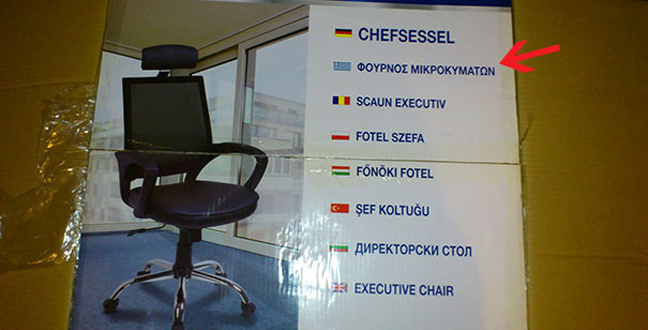 CHEFSESSEL
ΦΟΥΡΝΟΣ ΜΙΚΡΟΚΥΜΑΤΩΝ
SCAUN EXECUTIV
FOTEL SZEFA
FŐNÖKI FOTEL
ŞEF KOLTUĞU
ДИРЕКТОРСКИ СТОЛ
EXECUTIVE CHAIR